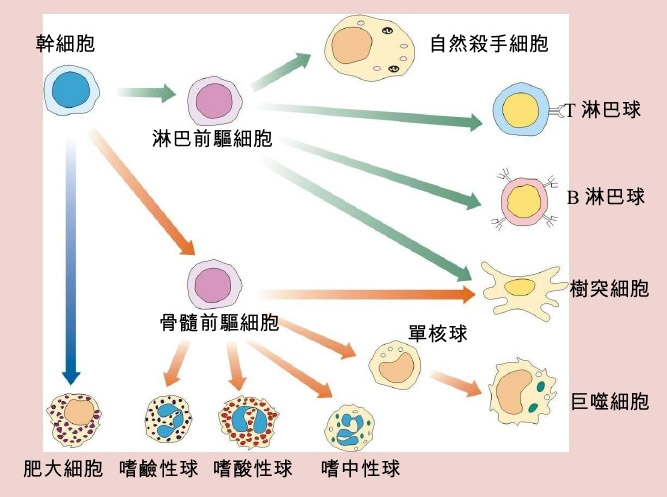 幹細胞
自然殺手細胞
T 淋巴球
淋巴前驅細胞
B 淋巴球
樹突細胞
骨髓前驅細胞
單核球
巨噬細胞
肥大細胞 嗜鹼性球 嗜酸性球 嗜中性球